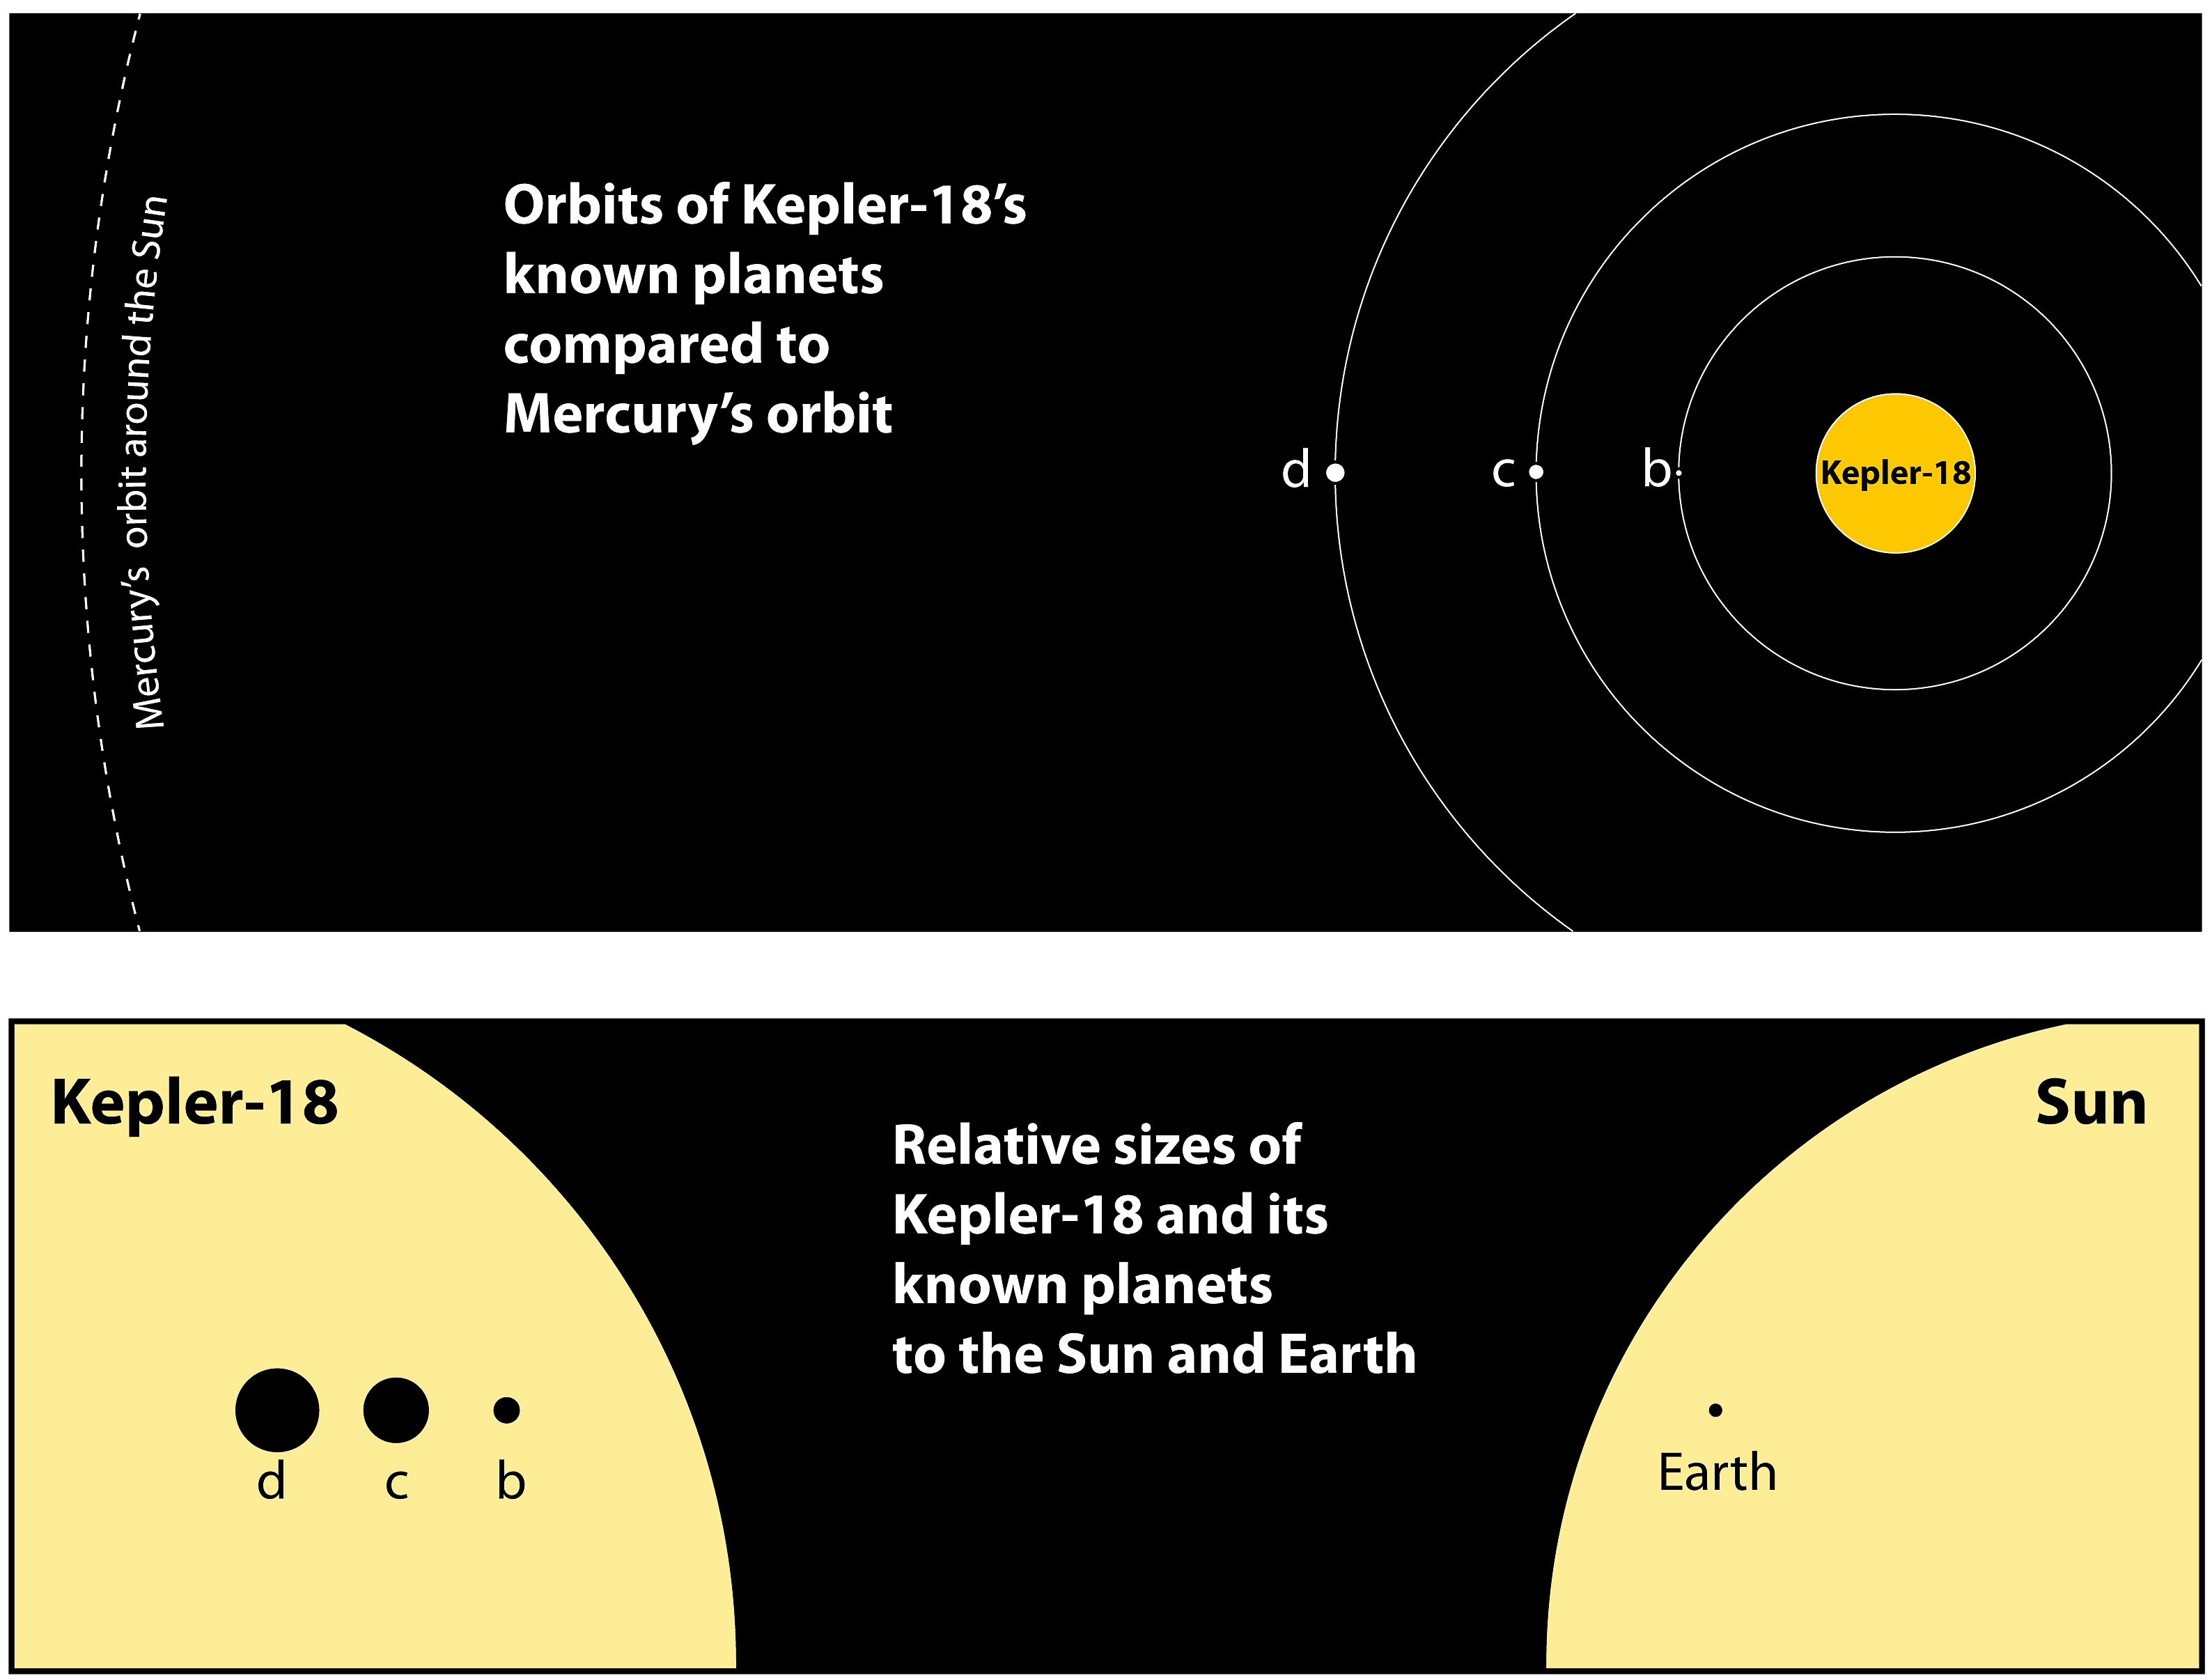 Orbits of Kepler-18’s
known planets
compared to
Mercury’s orbit
Mercury’s orbit around the Sun
d
c
b
Kepler-18
Kepler-18
Sun
Relative sizes of
Kepler-18 and its
known planets
to the Sun and Earth
d
c
b
Earth